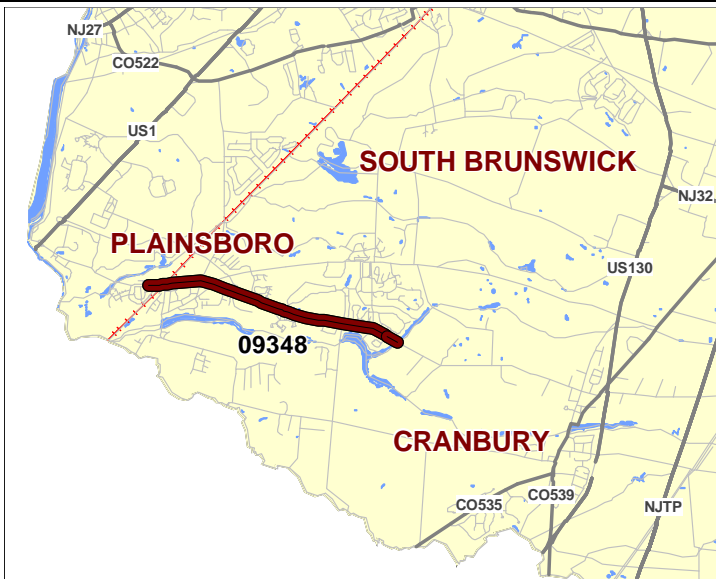 NJ27
CO522
US1
SOUTH BRUNSWICK
NJ32
PLAINSBORO
US130
09348
CRANBURY
CO535
CO539
NJTP